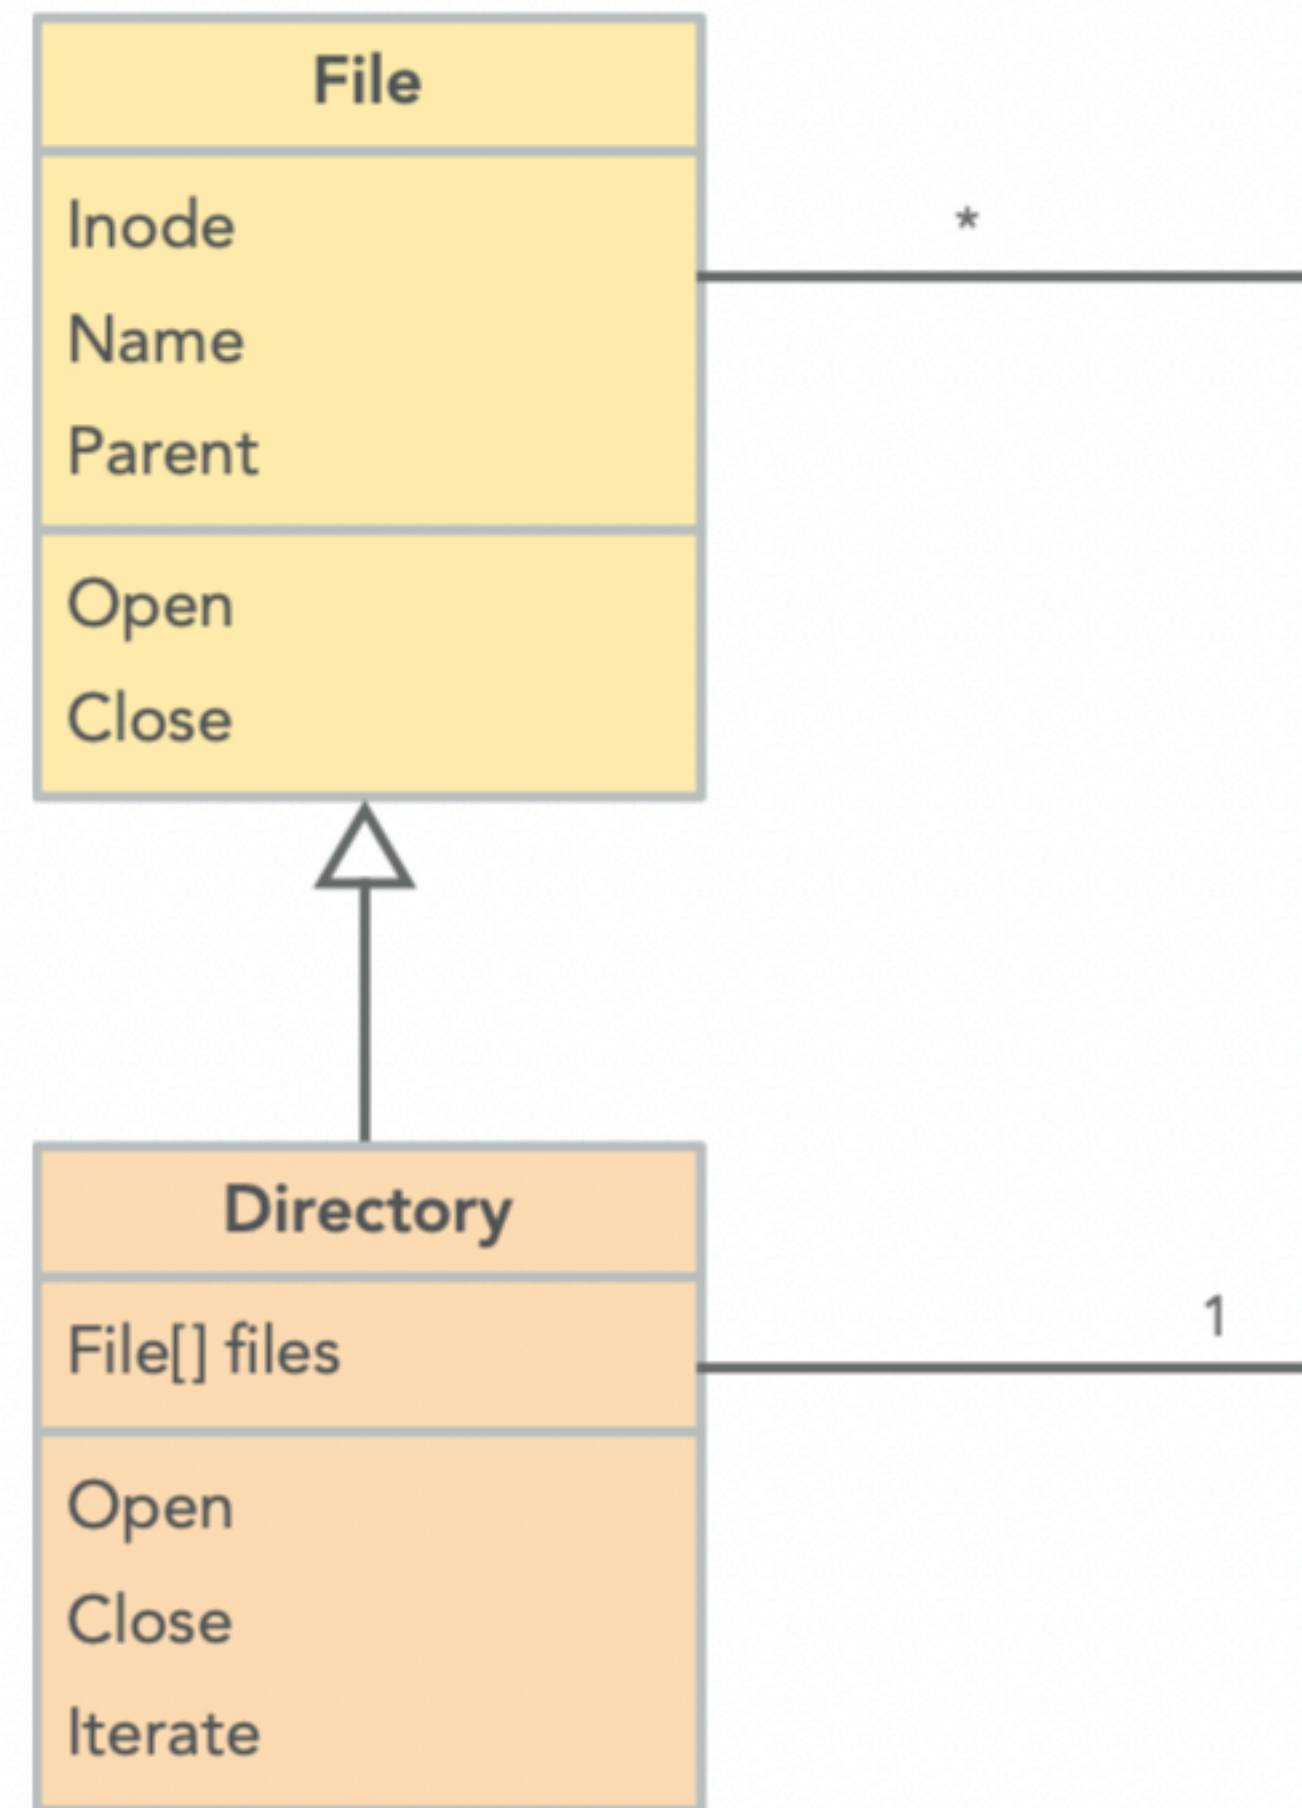 File
Inode
*
Name
Parent
Open
Close
Directory
1
File[] files
Open
Close
Iterate